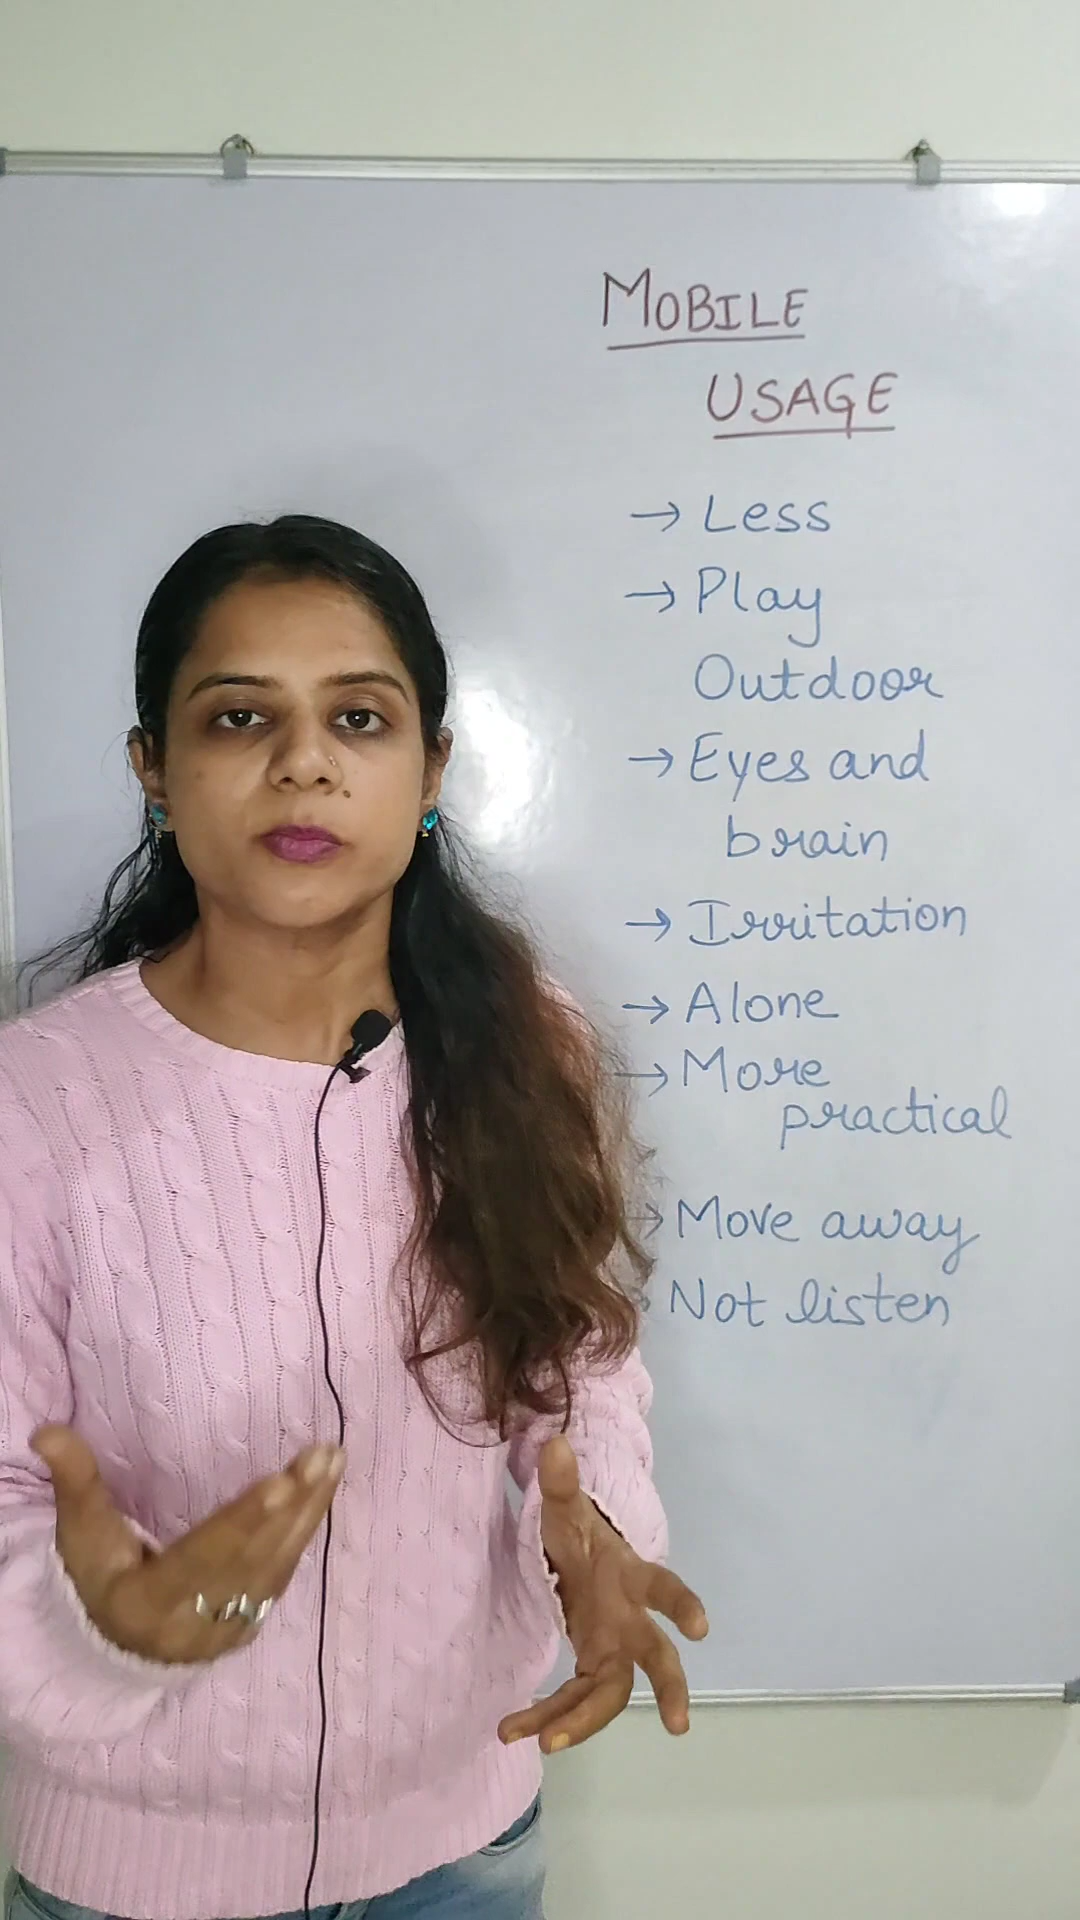 MOBILE
USAGE
→ Less
→ Play
Outdoor
→ Eyes and
brain
→ Irritation
→ Alone
→ More
practical
→ Move away
→ Not listen